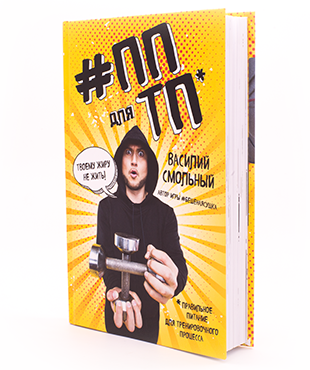 #ПП
для
ТП*
ТВОЕМУ ЖИРУ
НЕ ЖИТЬ!
ВАСИЛИЙ
СМОЛЬНЫЙ
АВТОР ИГРЫ #БЕШЕНАЯСУШКА
* ПРАВИЛЬНОЕ
ПИТАНИЕ
ДЛЯ ТРЕНИРОВОЧНОГО
ПРОЦЕССА